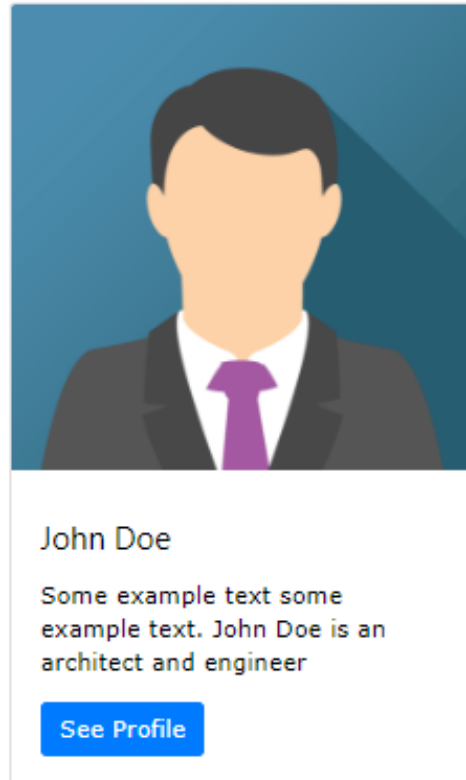 John Doe
Some example text some
example text. John Doe is an
architect and engineer
See Profile